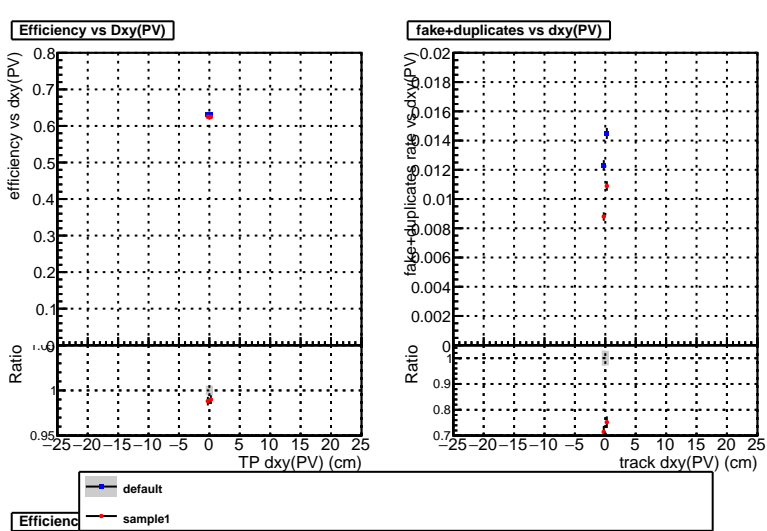 Efficiency vs Dxy(PV)
efficiency vs dxy(PV)
0.8
0.7
0.6
0.5
0.4
0.3
0.2
0.1
0
Ratio
1
0.95
−25 −20 −15 −10 −5 0 5 10 15 20 25
TP dxy(PV) (cm)
fake+duplicates vs dxy(PV)
fake+duplicates rate vs dxy(PV)
0.02
0.018
0.016
0.014
0.012
0.01
0.008
0.006
0.004
0.002
0
Ratio
1
0.9
0.8
0.7
−25 −20 −15 −10 −5 0 5 10 15 20 25
track dxy(PV) (cm)
default
sample1
Efficienc